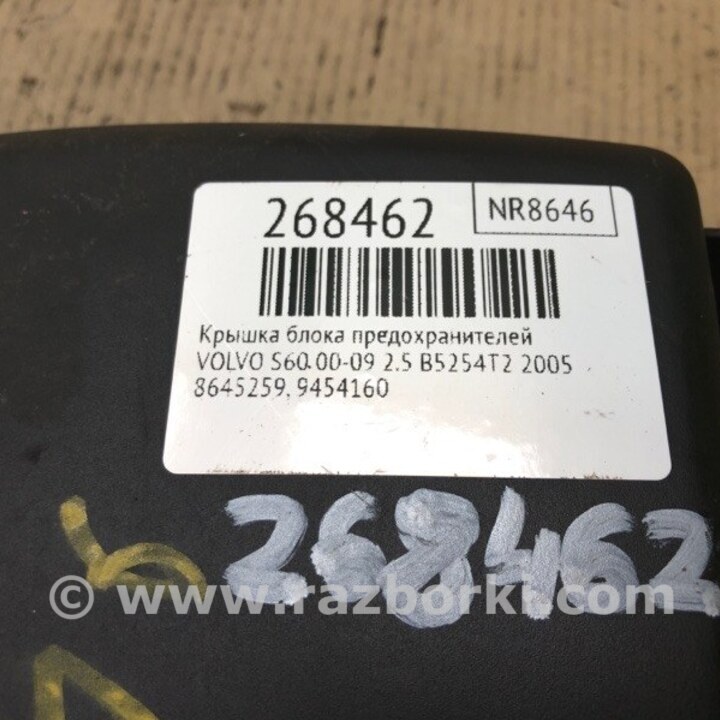 268462
NR8646
Крышка блока предохранителей
VOLVO S60 00-09 2.5 B5254T2 2005
8645259, 9454160
268462
© www.razborki.com